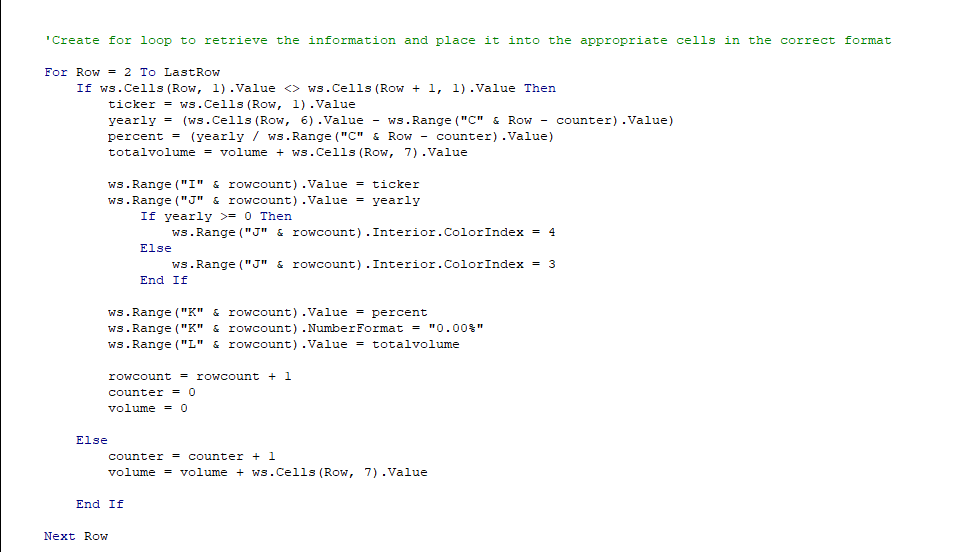 'Create for loop to retrieve the information and place it into the appropriate cells in the correct format
For Row = 2 To LastRow
If ws.Cells(Row, 1).Value <> ws.Cells(Row + 1, 1).Value Then
ticker = ws.Cells(Row, 1).Value
yearly = (ws.Cells(Row, 6).Value - ws.Range("C" & Row - counter).Value)
percent = (yearly / ws.Range("C" & Row - counter).Value)
totalvolume = volume + ws.Cells(Row, 7).Value
ws.Range("I" & rowcount).Value = ticker
ws.Range("J" & rowcount).Value = yearly
If yearly >= 0 Then
ws.Range("J" & rowcount).Interior.ColorIndex = 4
Else
ws.Range("J" & rowcount).Interior.ColorIndex = 3
End If
ws.Range("K" & rowcount).Value = percent
ws.Range("K" & rowcount).NumberFormat = "0.00%"
ws.Range("L" & rowcount).Value = totalvolume
rowcount = rowcount + 1
counter = 0
volume = 0
Else
counter = counter + 1
volume = volume + ws.Cells(Row, 7).Value
End If
Next Row